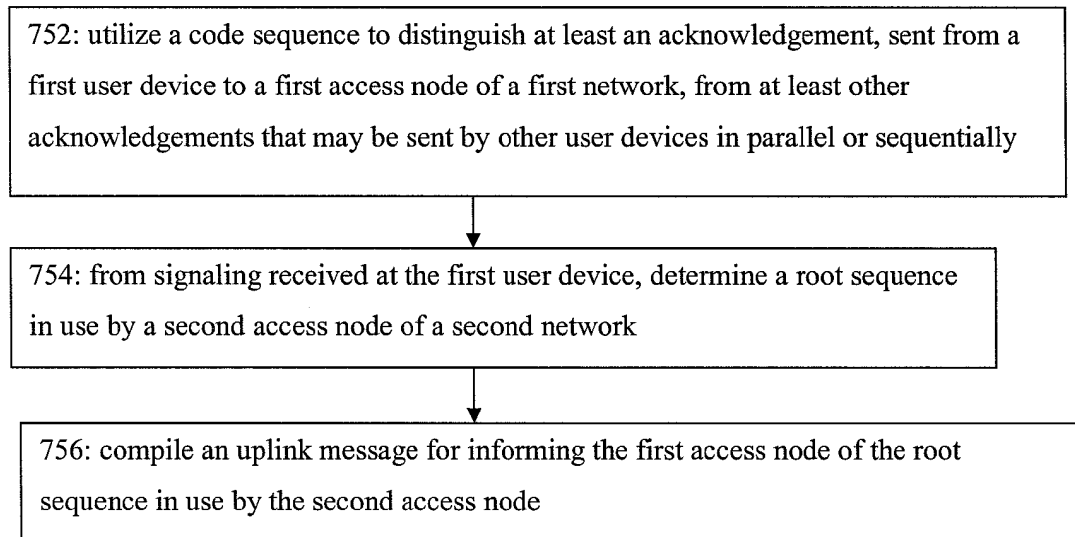 752: utilize a code sequence to distinguish at least an acknowledgement, sent from a
first user device to a first access node of a first network, from at least other
acknowledgements that may be sent by other user devices in parallel or sequentially
754: from signaling received at the first user device, determine a root sequence
in use by a second access node of a second network
756: compile an uplink message for informing the first access node of the root
sequence in use by the second access node